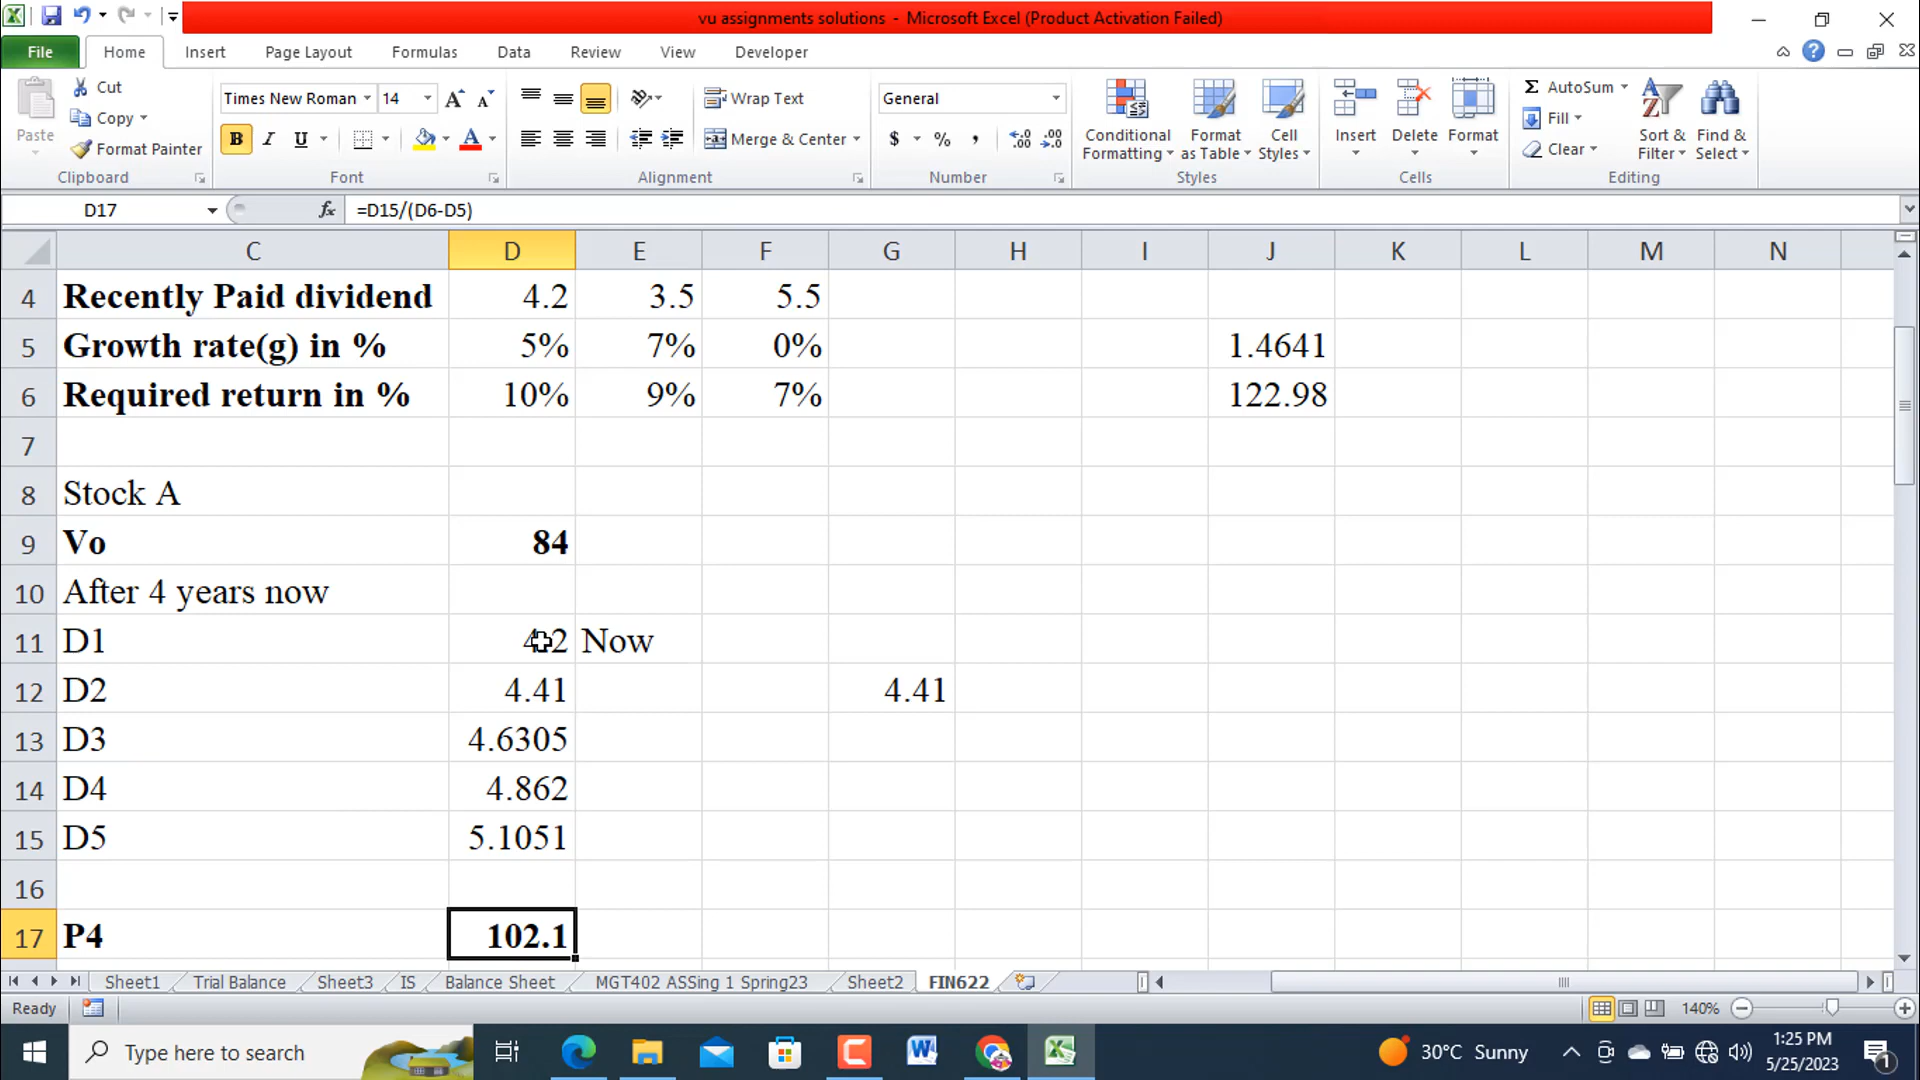 vu assignments solutions - Microsoft Excel (Product Activation Failed)
File Home Insert Page Layout Formulas Data Review View Developer
Paste
Cut
Copy
Format Painter
Clipboard
Times New Roman 14
B I U
Font
Wrap Text
Merge & Center
Alignment
General
$ % ,
Number
Conditional Formatting
Format as Table
Cell Styles
Styles
Insert Delete Format
Cells
Σ AutoSum
Fill
Clear
Sort & Filter
Find & Select
Editing
D17 fx =D15/(D6-D5)
C D E F G H I J K L M N
4 Recently Paid dividend 4.2 3.5 5.5
5 Growth rate(g) in % 5% 7% 0% 1.4641
6 Required return in % 10% 9% 7% 122.98
7
8 Stock A
9 Vo 84
10 After 4 years now
11 D1 4.2 Now
12 D2 4.41 4.41
13 D3 4.6305
14 D4 4.862
15 D5 5.1051
16
17 P4 102.1
Sheet1 Trial Balance Sheet3 IS Balance Sheet MGT402 ASSing 1 Spring23 Sheet2 FIN622
Ready 140%
Type here to search
30°C Sunny
1:25 PM
5/25/2023
1